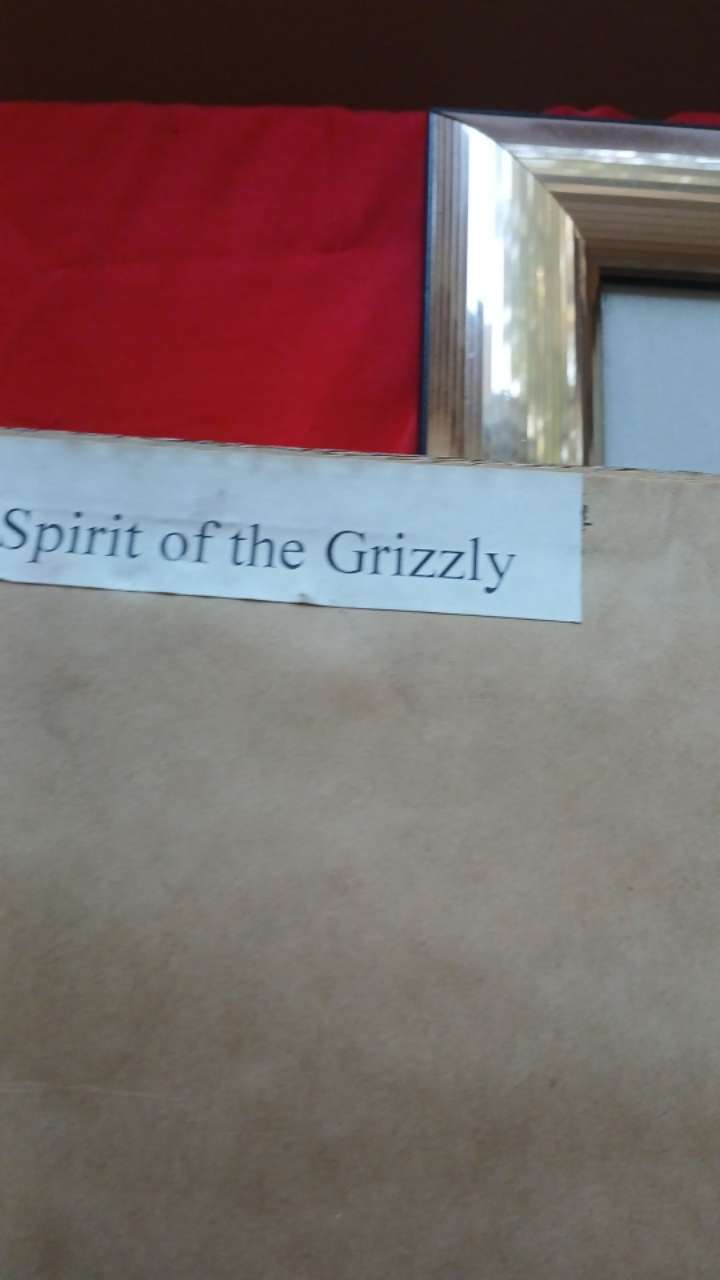 Spirit of the Grizzly